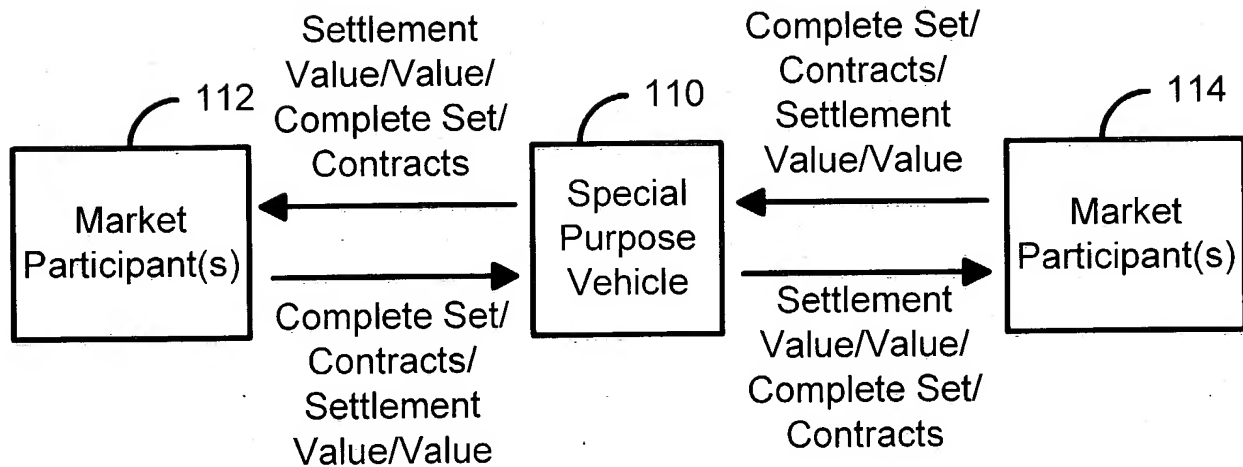 Settlement
Value/Value/
Complete Set/
Contracts
Complete Set/
Contracts/
Settlement
Value/Value
112
110
114
Market
Participant(s)
Special
Purpose
Vehicle
Market
Participant(s)
Complete Set/
Contracts/
Settlement
Value/Value
Settlement
Value/Value/
Complete Set/
Contracts